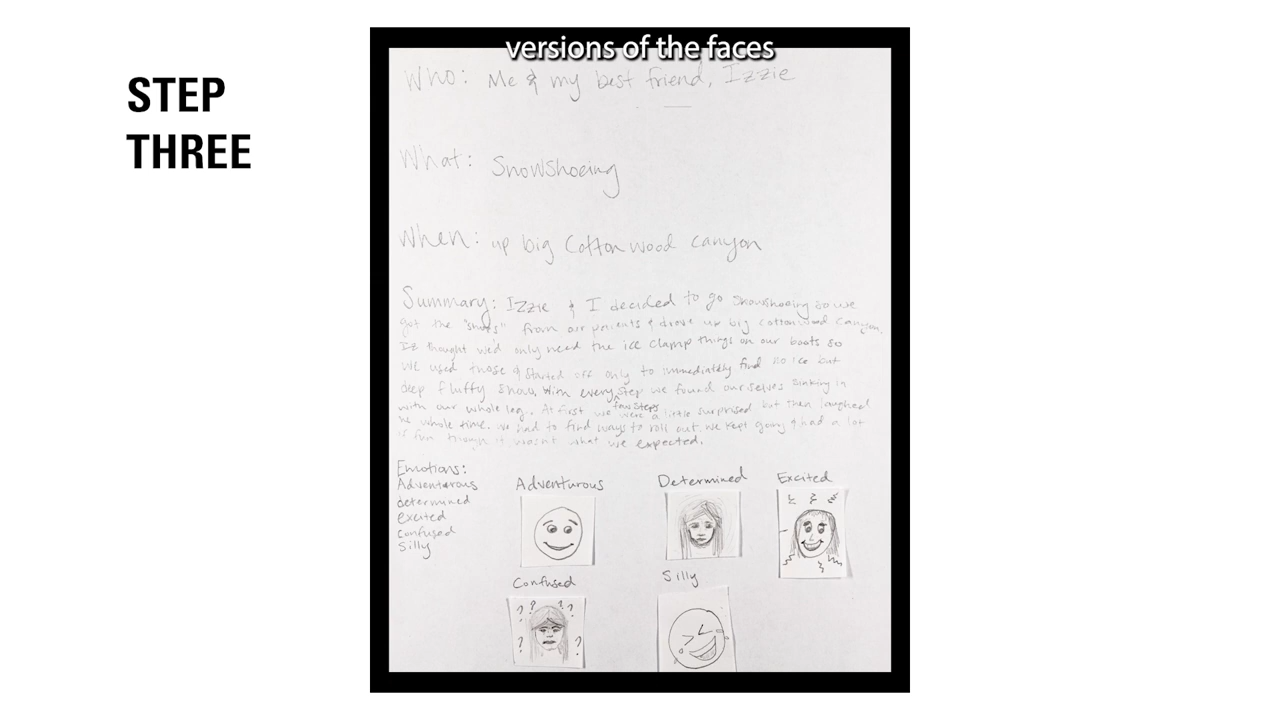 STEP
THREE
versions of the faces
Who: Me & my best friend, Izzie
What: Snowshoeing
When: up big Cottonwood Canyon
Summary: Izzie & I decided to go snowshoeing so we
got the "shoes" from our parients & drove up big cottonwood canyon.
Iz thought we'd only need the ice clamp things on our boots so
we used those & started off only to immediately find no ice but
deep fluffy snow. With every step we found ourselves sinking in
few steps
with our whole leg. At first we were a little surprised but then laughed
he whole time. we had to find ways to roll out. we kept going & had a lot
f fun though it wasn't what we expected.
Emotions:
Adventurous
determined
excited
confused
Silly
Adventurous
Determined
Excited
Confused
Silly
? ? ? ?
? ?